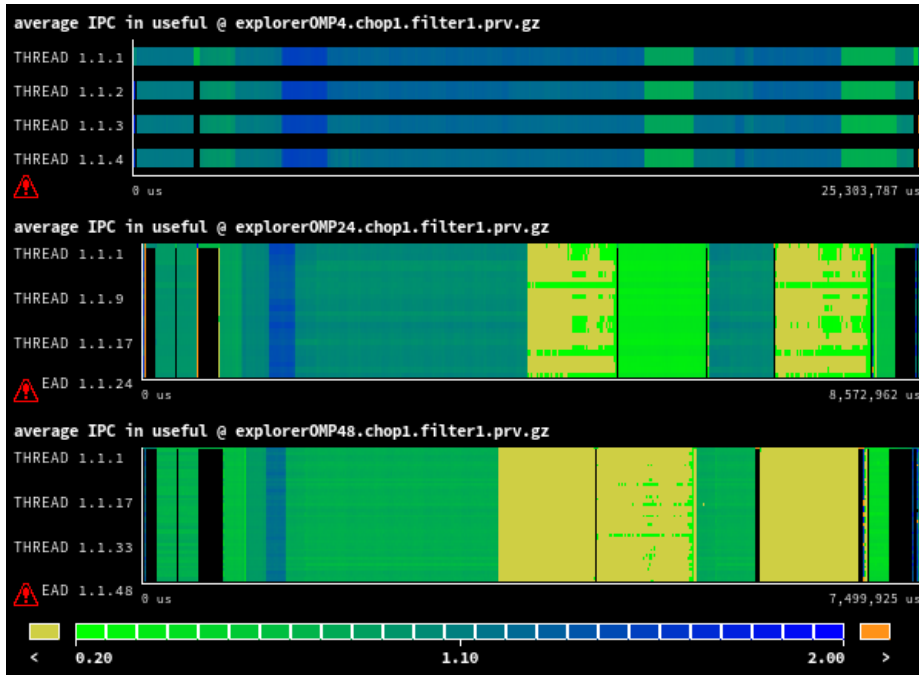 average IPC in useful @ explorerOMP4.chop1.filter1.prv.gz
THREAD 1.1.1
THREAD 1.1.2
THREAD 1.1.3
THREAD 1.1.4
0 us 25,303,787 us
average IPC in useful @ explorerOMP24.chop1.filter1.prv.gz
THREAD 1.1.1
THREAD 1.1.9
THREAD 1.1.17
EAD 1.1.24
0 us 8,572,962 us
average IPC in useful @ explorerOMP48.chop1.filter1.prv.gz
THREAD 1.1.1
THREAD 1.1.17
THREAD 1.1.33
EAD 1.1.48
0 us 7,499,925 us
< 0.20 1.10 2.00 >